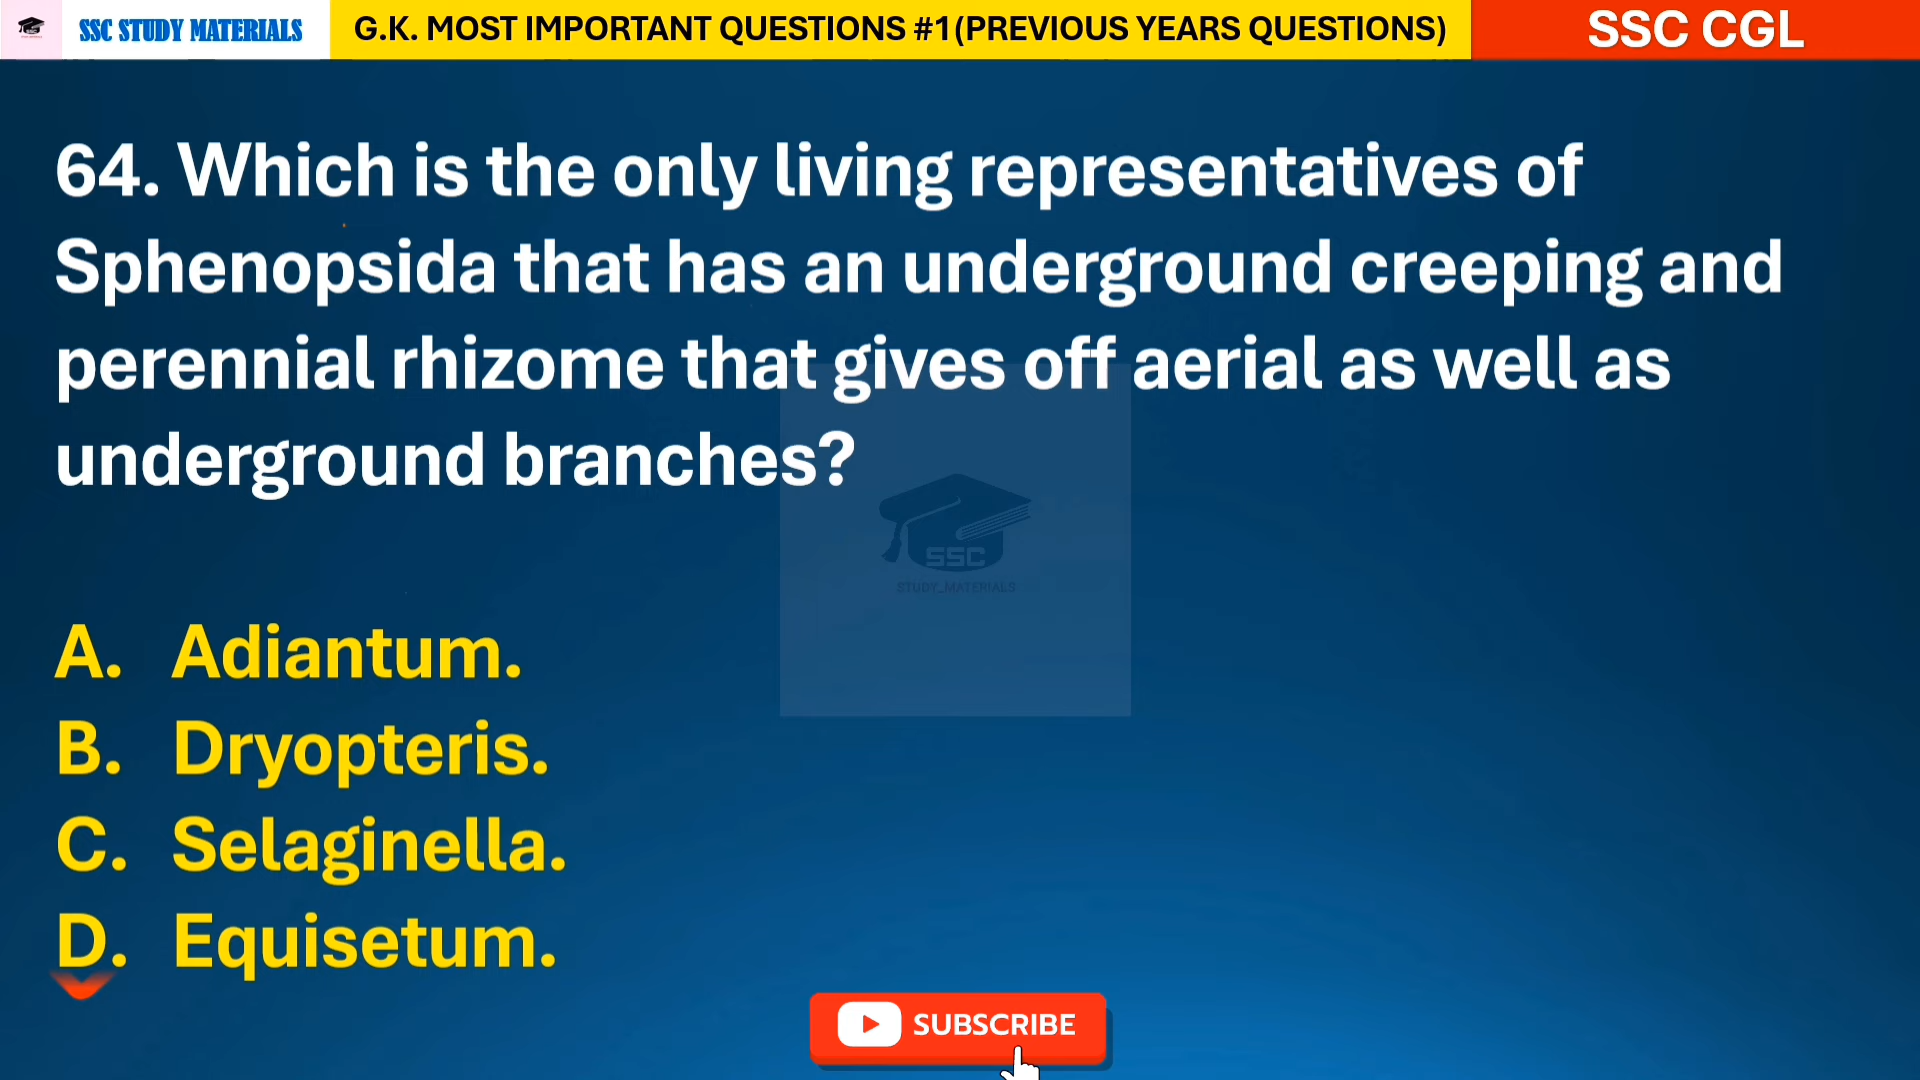 SSC STUDY MATERIALS
G.K. MOST IMPORTANT QUESTIONS #1(PREVIOUS YEARS QUESTIONS)
SSC CGL
64. Which is the only living representatives of
Sphenopsida that has an underground creeping and
perennial rhizome that gives off aerial as well as
underground branches?
SSC
STUDY_MATERIALS
A. Adiantum.
B. Dryopteris.
C. Selaginella.
D. Equisetum.
SUBSCRIBE